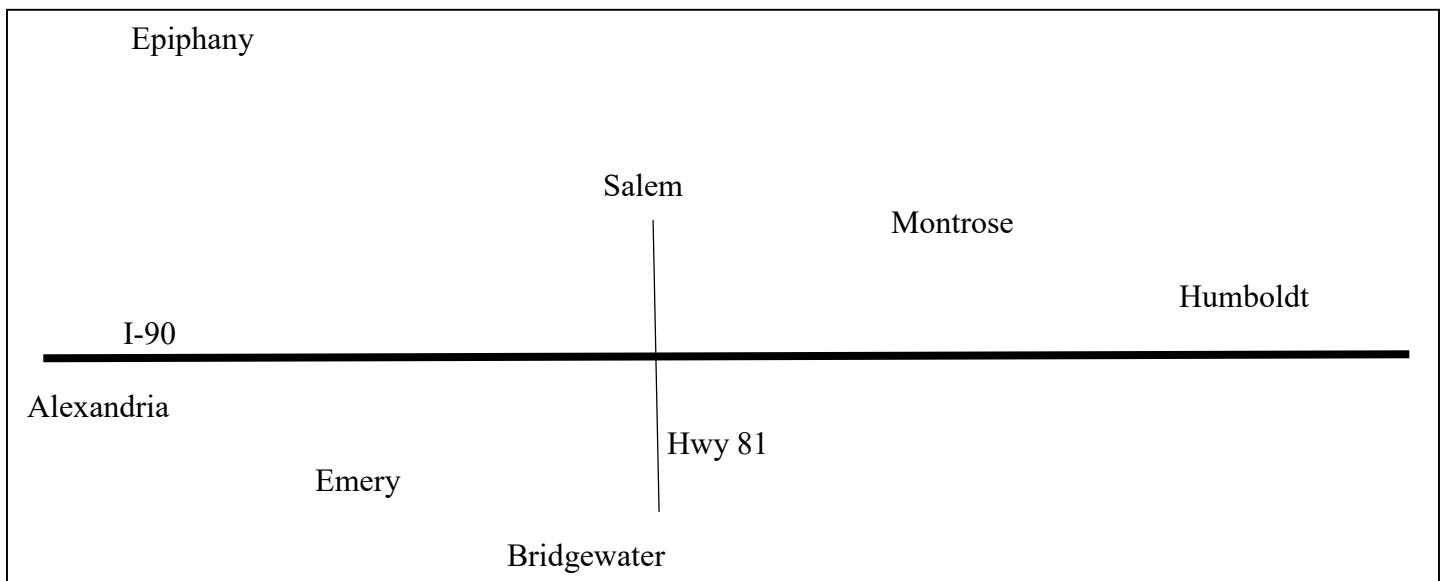 Epiphany
Salem
Montrose
Humboldt
I-90
Alexandria
Hwy 81
Emery
Bridgewater